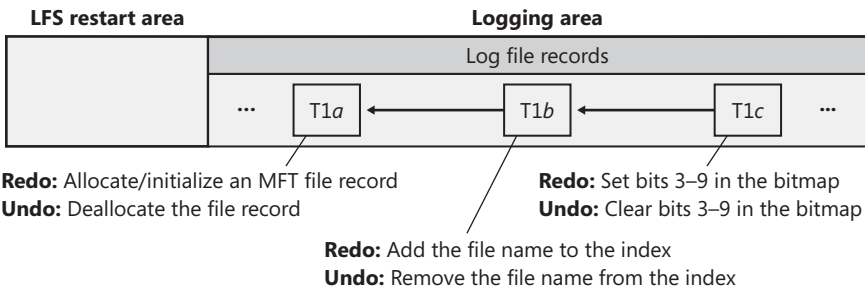 LFS restart area
Logging area
Log file records
...
T1a
T1b
T1c
...
Redo: Allocate/initialize an MFT file record
Undo: Deallocate the file record
Redo: Set bits 3–9 in the bitmap
Undo: Clear bits 3–9 in the bitmap
Redo: Add the file name to the index
Undo: Remove the file name from the index